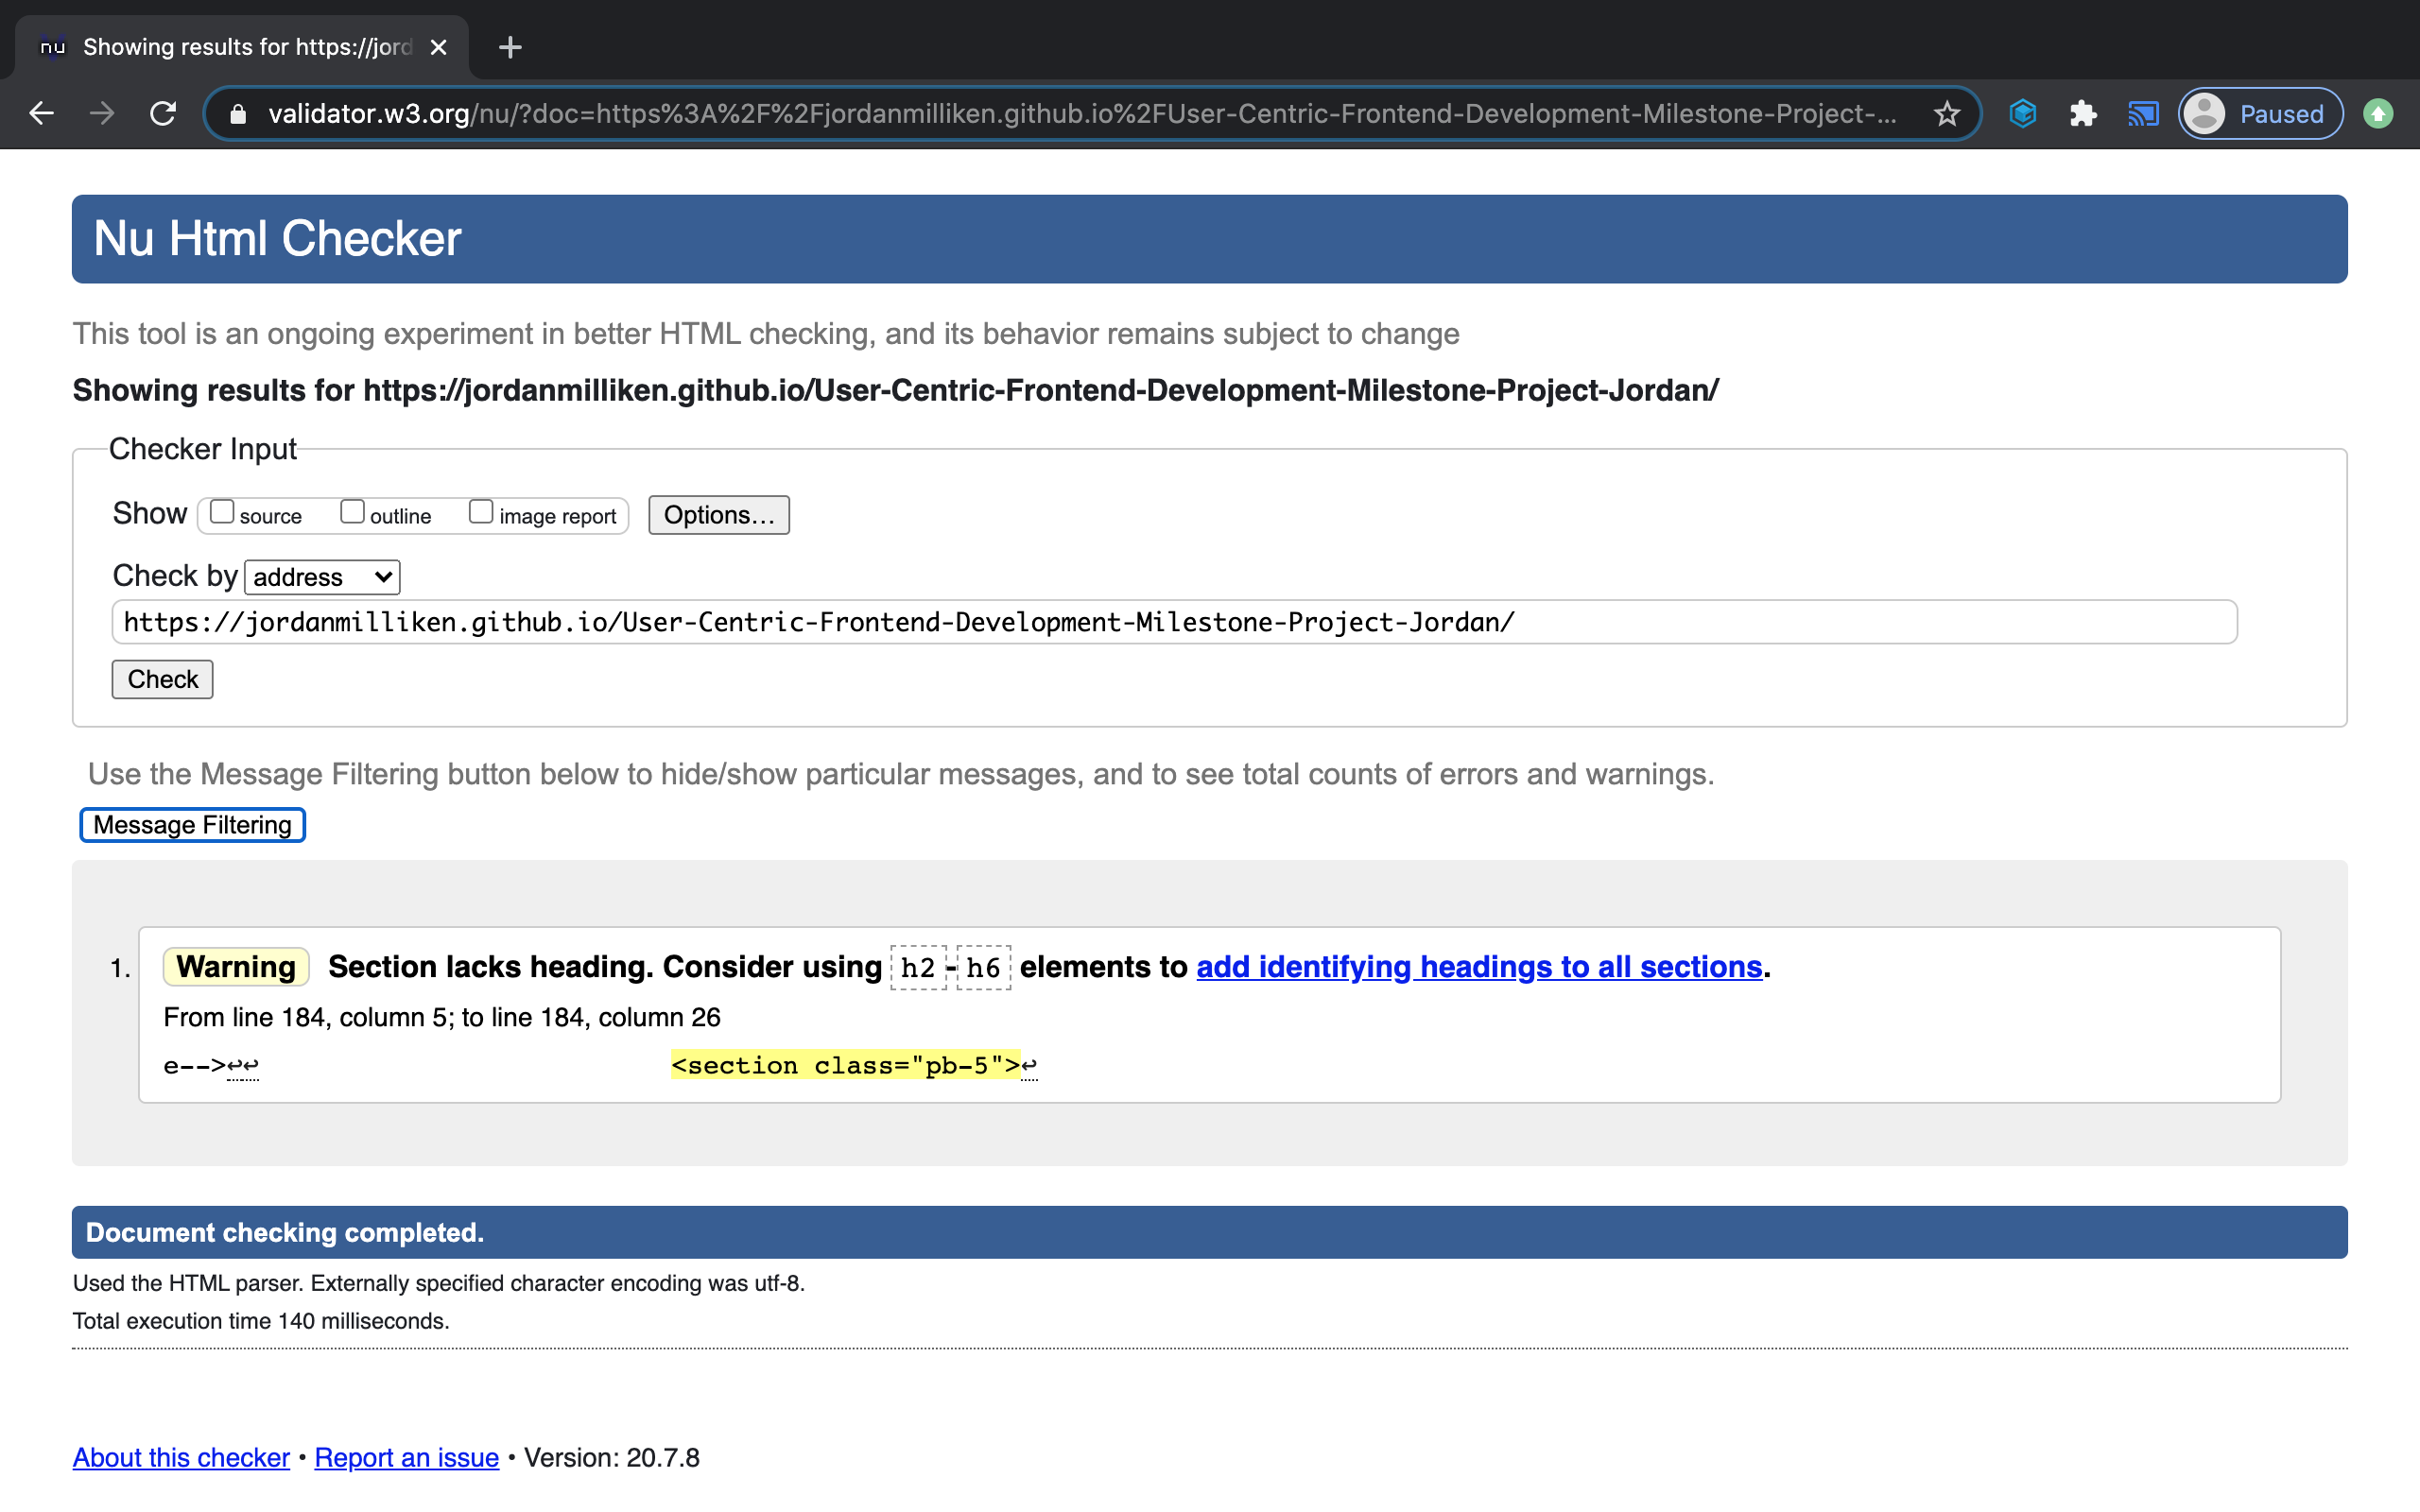 nu Showing results for https://jord
validator.w3.org/nu/?doc=https%3A%2F%2Fjordanmilliken.github.io%2FUser-Centric-Frontend-Development-Milestone-Project-... Paused
Nu Html Checker
This tool is an ongoing experiment in better HTML checking, and its behavior remains subject to change
Showing results for https://jordanmilliken.github.io/User-Centric-Frontend-Development-Milestone-Project-Jordan/
Checker Input
Show source outline image report Options...
Check by address
https://jordanmilliken.github.io/User-Centric-Frontend-Development-Milestone-Project-Jordan/
Check
Use the Message Filtering button below to hide/show particular messages, and to see total counts of errors and warnings.
Message Filtering
1. Warning Section lacks heading. Consider using h2-h6 elements to add identifying headings to all sections.
From line 184, column 5; to line 184, column 26
e-->↩↩ <section class="pb-5">↩
Document checking completed.
Used the HTML parser. Externally specified character encoding was utf-8.
Total execution time 140 milliseconds.
About this checker • Report an issue • Version: 20.7.8